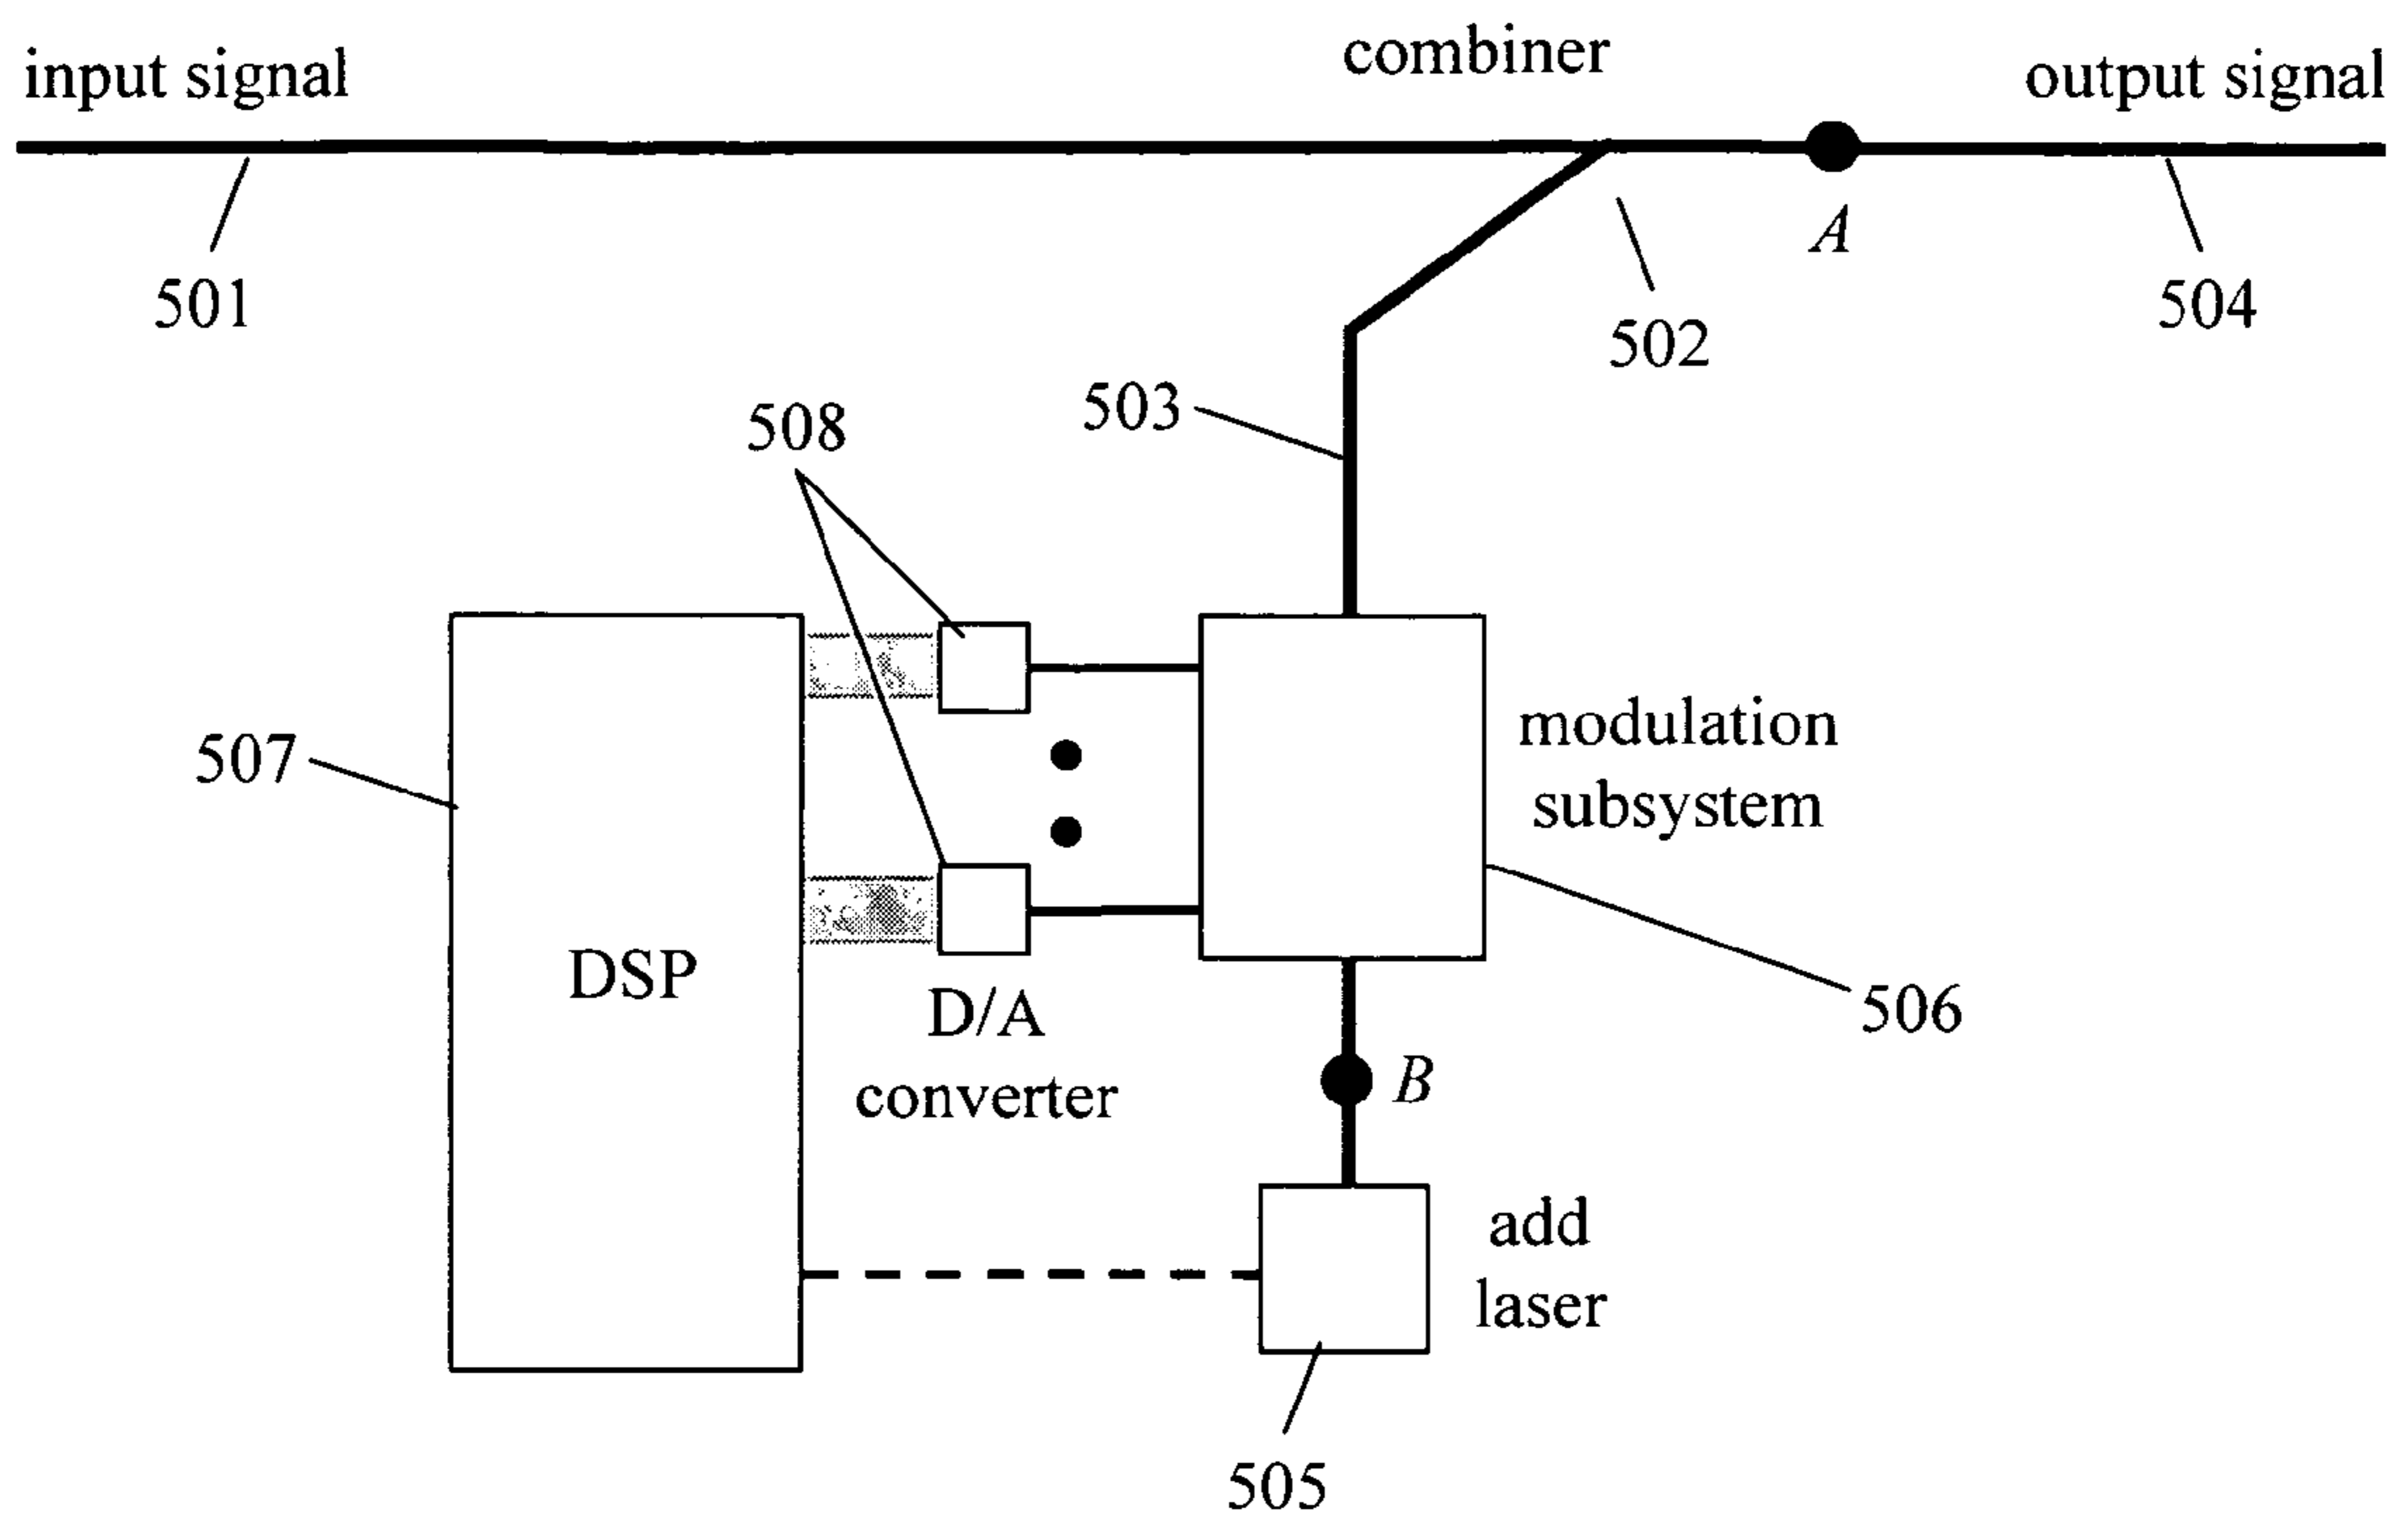 input signal
combiner
output signal
A
501
502
504
503
508
507
modulation
subsystem
DSP
D/A
converter
506
B
add
laser
505